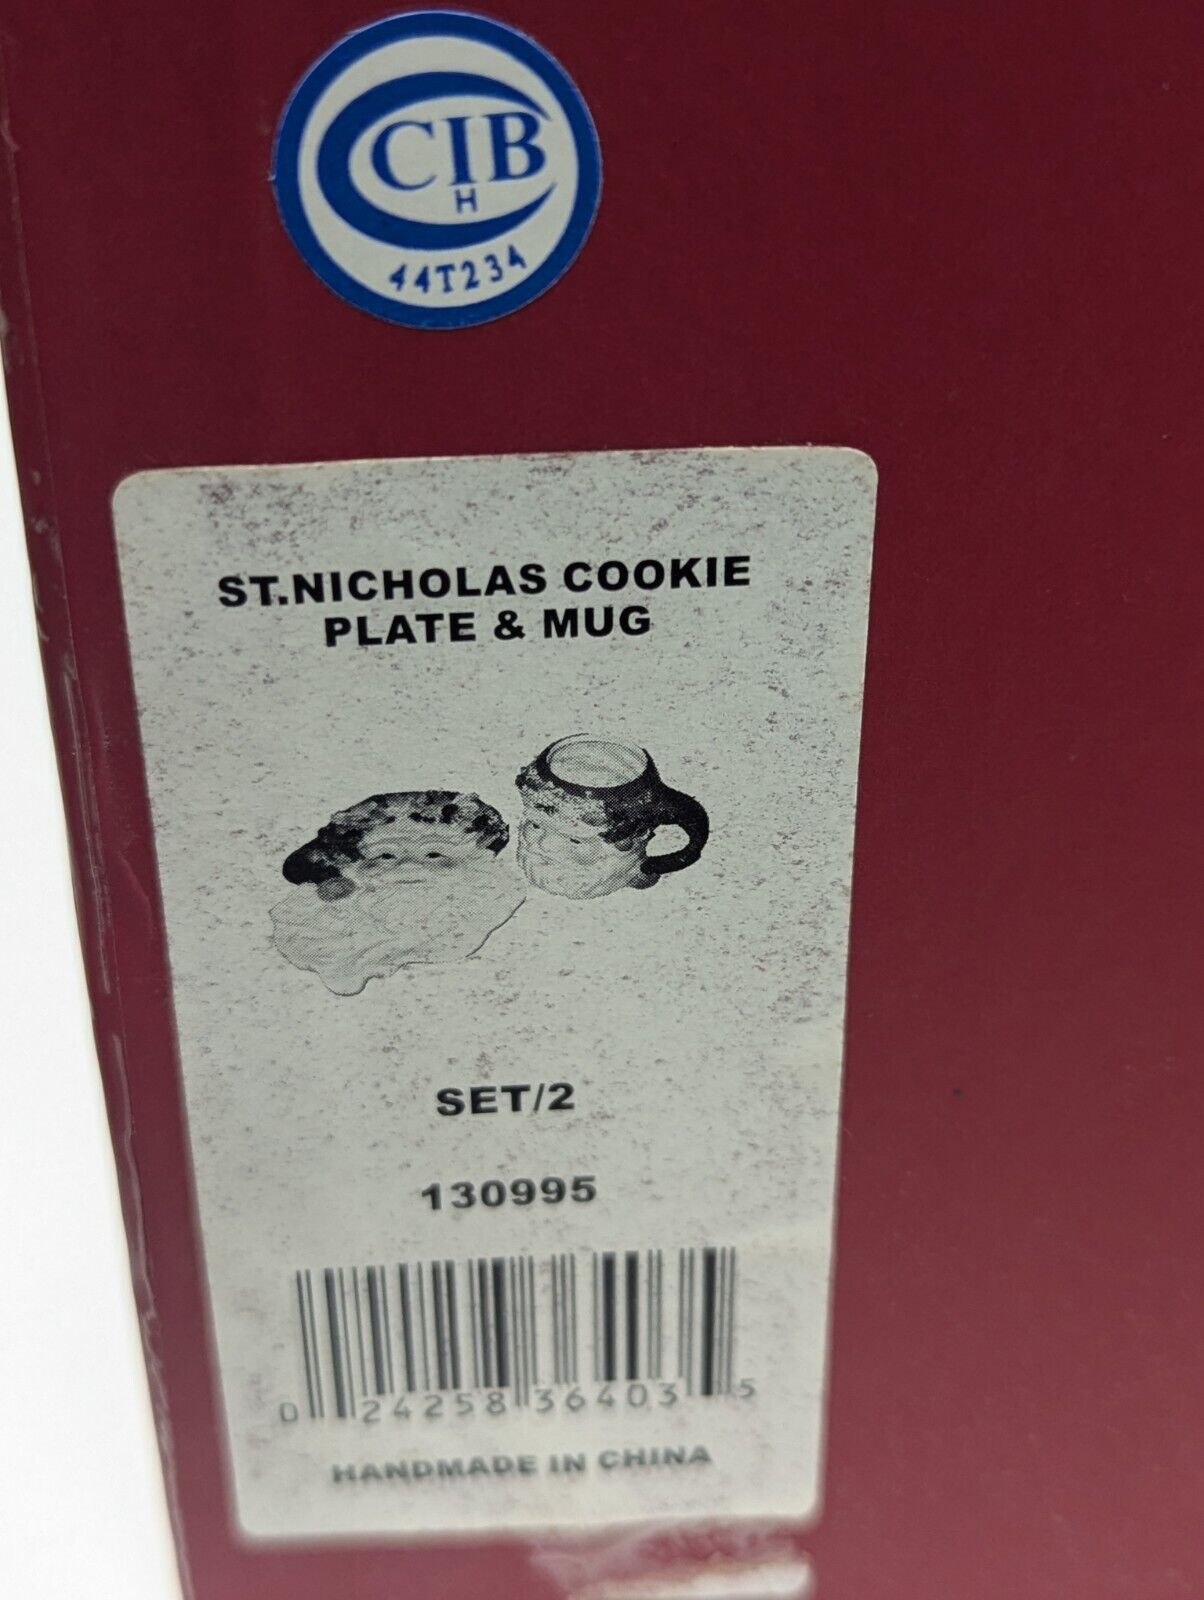 CIB
H
44T234
ST.NICHOLAS COOKIE
PLATE & MUG
SET/2
130995
0 24258 36403 5
HANDMADE IN CHINA